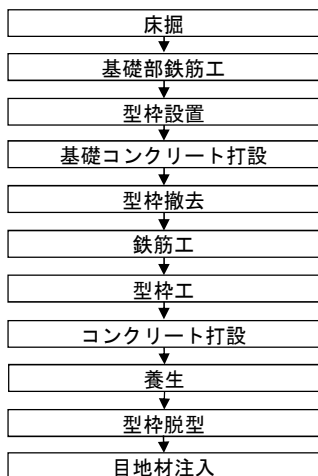 床掘
基礎部鉄筋工
型枠設置
基礎コンクリート打設
型枠撤去
鉄筋工
型枠工
コンクリート打設
養生
型枠脱型
目地材注入